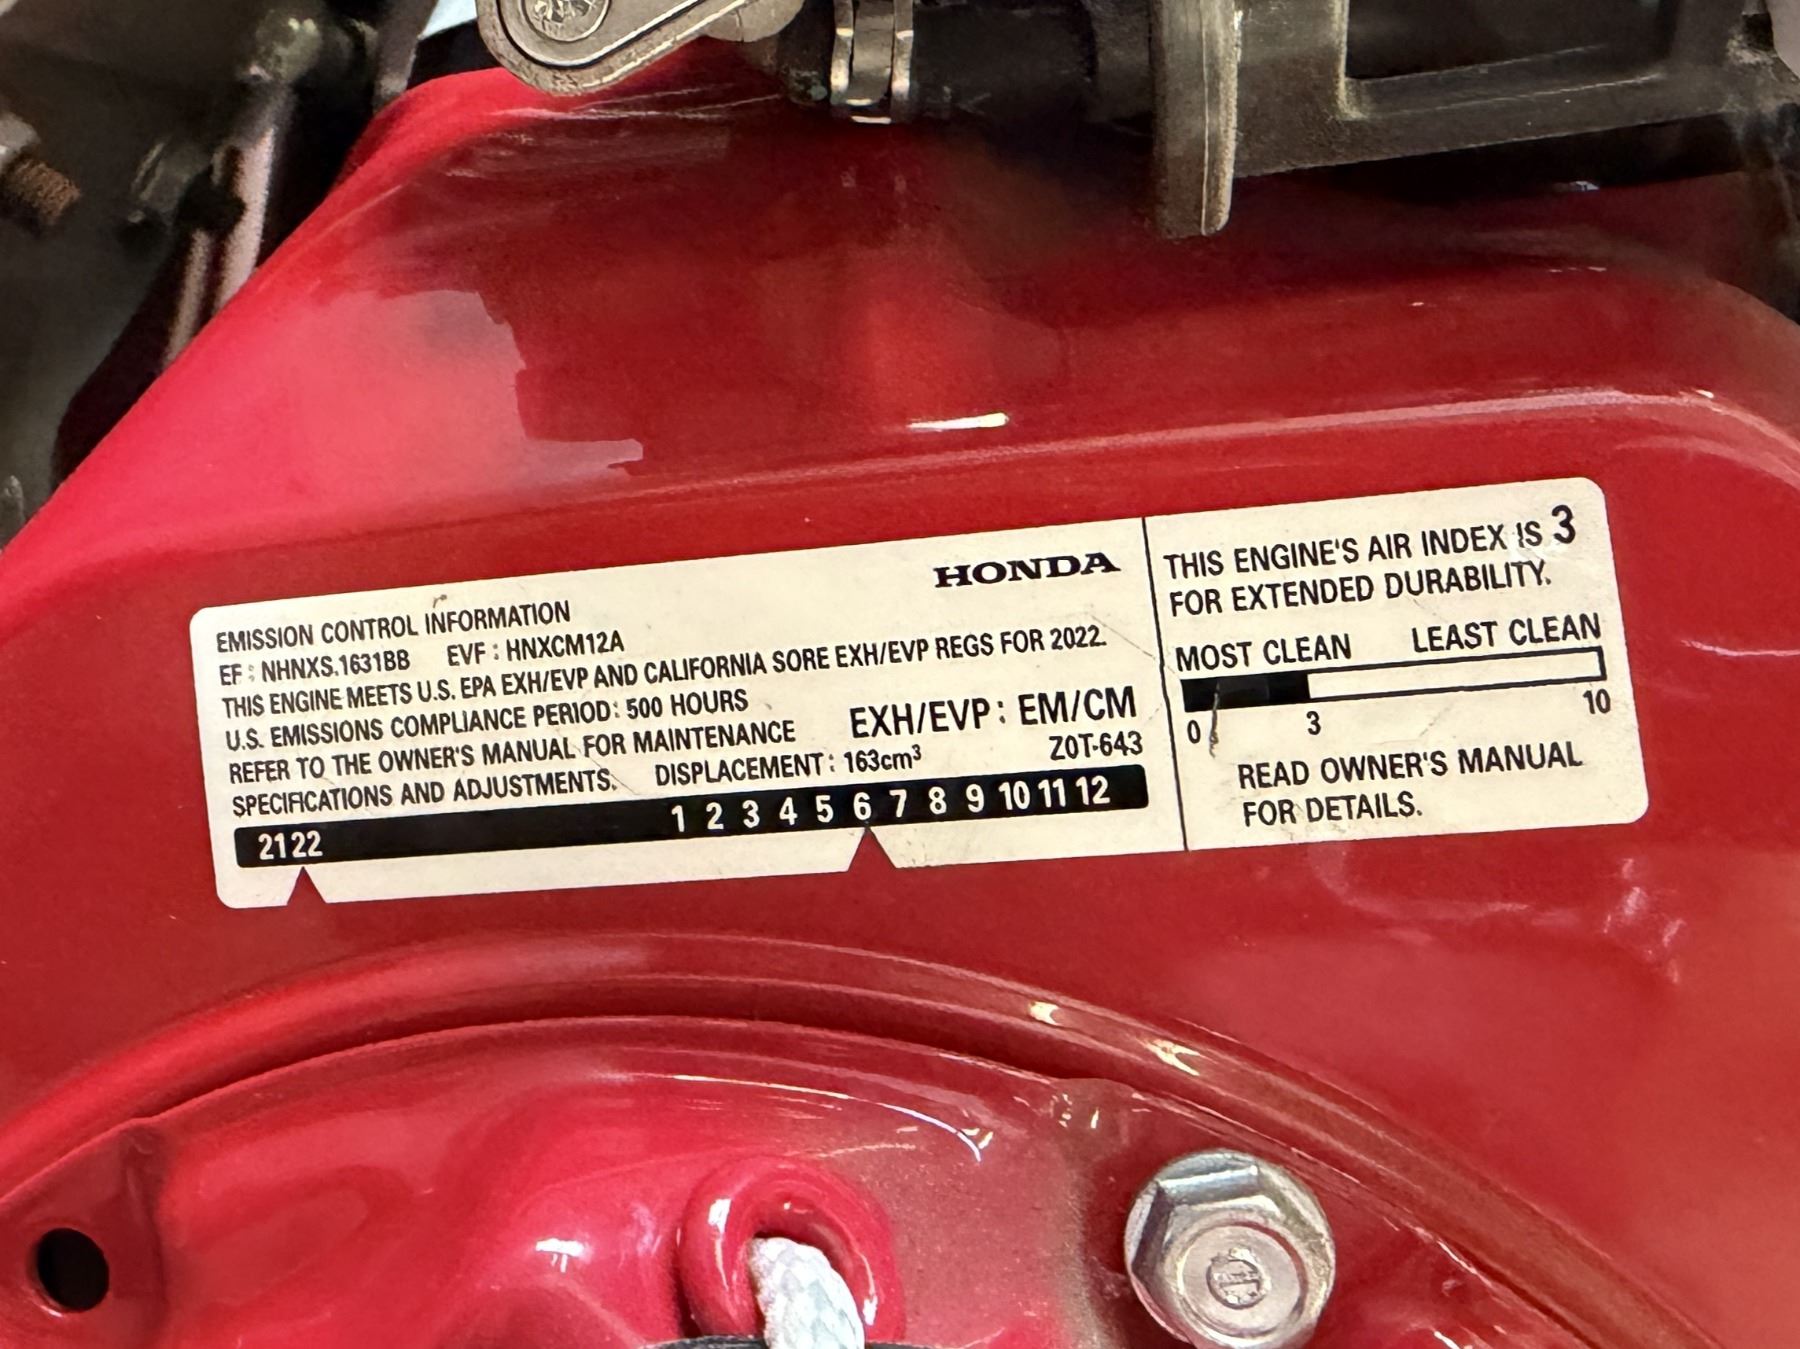 EMISSION CONTROL INFORMATION
HONDA
EF : NHNXS.1631BB EVF : HNXCM12A
THIS ENGINE MEETS U.S. EPA EXH/EVP AND CALIFORNIA SORE EXH/EVP REGS FOR 2022.
U.S. EMISSIONS COMPLIANCE PERIOD: 500 HOURS
REFER TO THE OWNER'S MANUAL FOR MAINTENANCE
SPECIFICATIONS AND ADJUSTMENTS.
EXH/EVP: EM/CM
DISPLACEMENT: 163cm³
Z0T-643
2122 1 2 3 4 5 6 7 8 9 10 11 12
THIS ENGINE'S AIR INDEX IS 3
FOR EXTENDED DURABILITY.
MOST CLEAN LEAST CLEAN
0 3 10
READ OWNER'S MANUAL
FOR DETAILS.